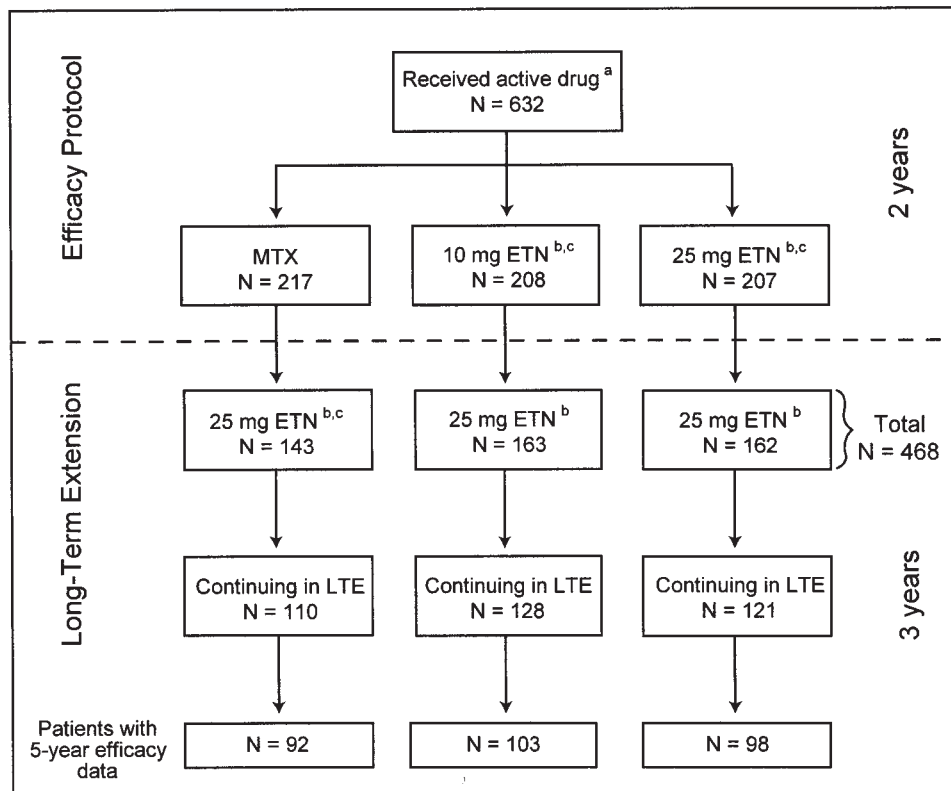 Efficacy Protocol
Received active drug a
N = 632
2 years
MTX
N = 217
10 mg ETN b,c
N = 208
25 mg ETN b,c
N = 207
Long-Term Extension
25 mg ETN b,c
N = 143
25 mg ETN b
N = 163
25 mg ETN b
N = 162
Total
N = 468
Continuing in LTE
N = 110
Continuing in LTE
N = 128
Continuing in LTE
N = 121
3 years
Patients with
5-year efficacy
data
N = 92
N = 103
N = 98